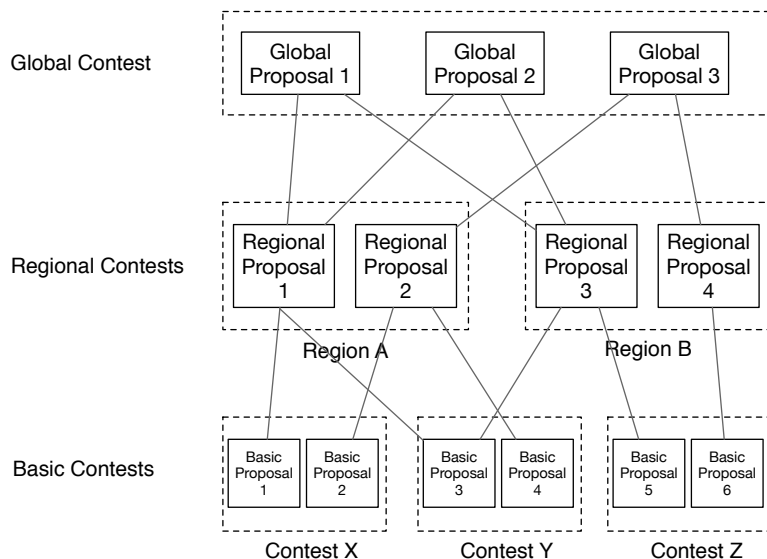 Global Contest
Global
Proposal 1
Global
Proposal 2
Global
Proposal 3
Regional Contests
Regional
Proposal
1
Regional
Proposal
2
Regional
Proposal
3
Regional
Proposal
4
Region A
Region B
Basic Contests
Basic
Proposal
1
Basic
Proposal
2
Basic
Proposal
3
Basic
Proposal
4
Basic
Proposal
5
Basic
Proposal
6
Contest X
Contest Y
Contest Z